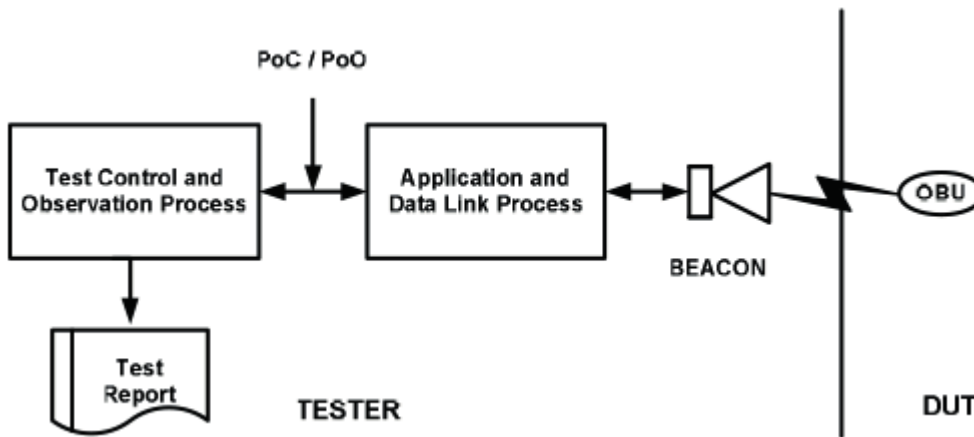 PoC / PoO
Test Control and
Observation Process
Application and
Data Link Process
OBU
BEACON
Test
Report
TESTER
DUT